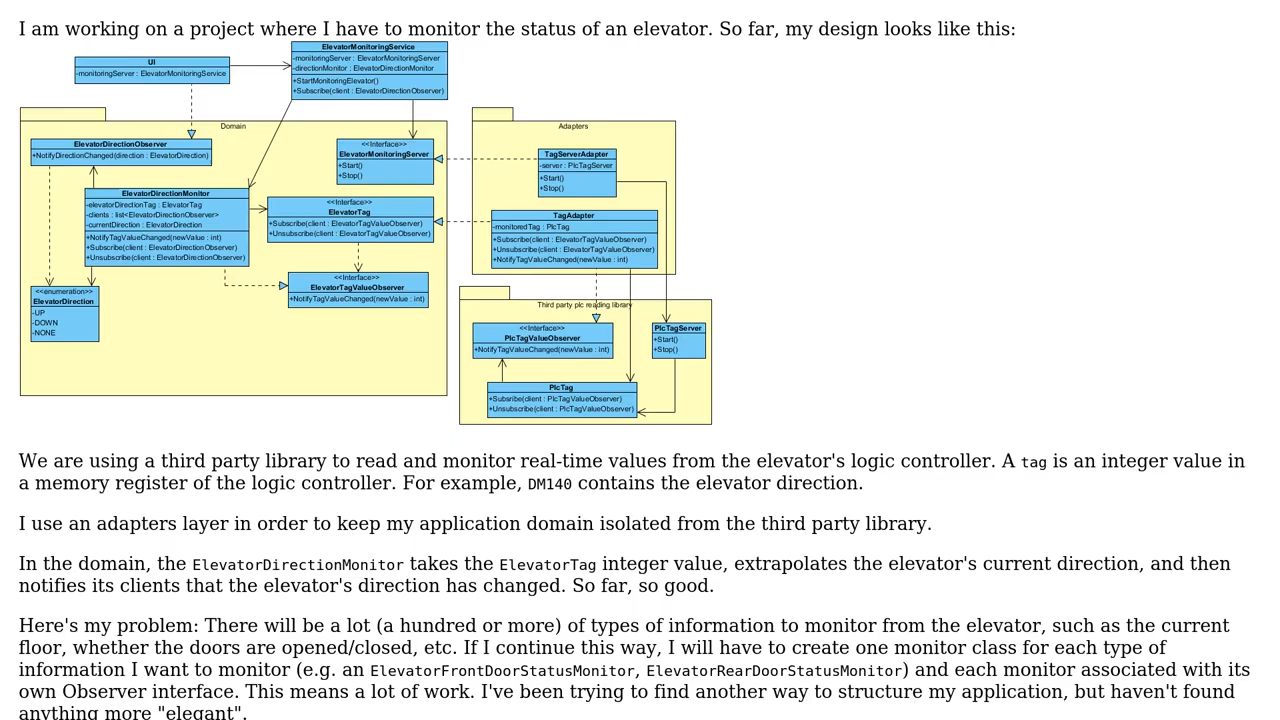 I am working on a project where I have to monitor the status of an elevator. So far, my design looks like this:
UI
-monitoringServer : ElevatorMonitoringService
ElevatorMonitoringService
-monitoringServer : ElevatorMonitoringServer
-directionMonitor : ElevatorDirectionMonitor
+StartMonitoringElevator()
+Subscribe(client : ElevatorDirectionObserver)
Domain
ElevatorDirectionObserver
+NotifyDirectionChanged(direction : ElevatorDirection)
<<Interface>>
ElevatorMonitoringServer
+Start()
+Stop()
ElevatorDirectionMonitor
-elevatorDirectionTag : ElevatorTag
-clients : list<ElevatorDirectionObserver>
-currentDirection : ElevatorDirection
+NotifyTagValueChanged(newValue : int)
+Subscribe(client : ElevatorDirectionObserver)
+Unsubscribe(client : ElevatorDirectionObserver)
<<Interface>>
ElevatorTag
+Subscribe(client : ElevatorTagValueObserver)
+Unsubscribe(client : ElevatorTagValueObserver)
<<Interface>>
ElevatorTagValueObserver
+NotifyTagValueChanged(newValue : int)
<<enumeration>>
ElevatorDirection
-UP
-DOWN
-NONE
Adapters
TagServerAdapter
-server : PlcTagServer
+Start()
+Stop()
TagAdapter
-monitoredTag : PlcTag
+Subscribe(client : ElevatorTagValueObserver)
+Unsubscribe(client : ElevatorTagValueObserver)
+NotifyTagValueChanged(newValue : int)
Third party plc reading library
<<Interface>>
PlcTagValueObserver
+NotifyTagValueChanged(newValue : int)
PlcTagServer
+Start()
+Stop()
PlcTag
+Subsribe(client : PlcTagValueObserver)
+Unsubscribe(client : PlcTagValueObserver)
We are using a third party library to read and monitor real-time values from the elevator's logic controller. A tag is an integer value in
a memory register of the logic controller. For example, DM140 contains the elevator direction.
I use an adapters layer in order to keep my application domain isolated from the third party library.
In the domain, the ElevatorDirectionMonitor takes the ElevatorTag integer value, extrapolates the elevator's current direction, and then
notifies its clients that the elevator's direction has changed. So far, so good.
Here's my problem: There will be a lot (a hundred or more) of types of information to monitor from the elevator, such as the current
floor, whether the doors are opened/closed, etc. If I continue this way, I will have to create one monitor class for each type of
information I want to monitor (e.g. an ElevatorFrontDoorStatusMonitor, ElevatorRearDoorStatusMonitor) and each monitor associated with its
own Observer interface. This means a lot of work. I've been trying to find another way to structure my application, but haven't found
anything more "elegant".